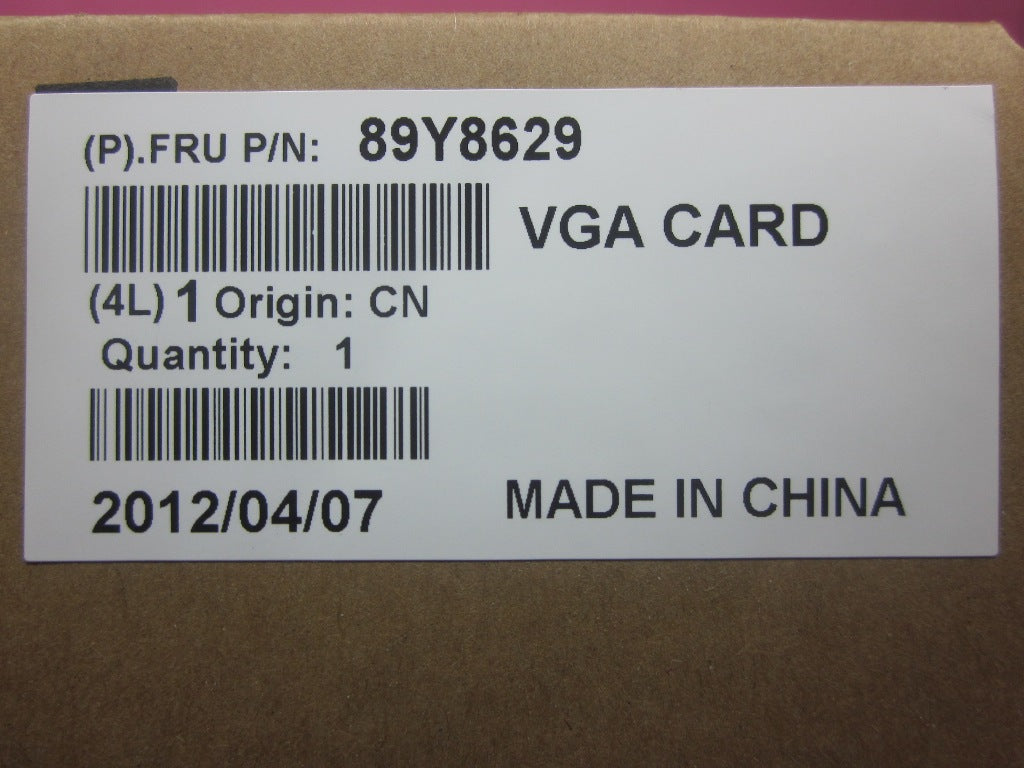 (P).FRU P/N: 89Y8629
VGA CARD
(4L) 1 Origin: CN
Quantity: 1
2012/04/07
MADE IN CHINA